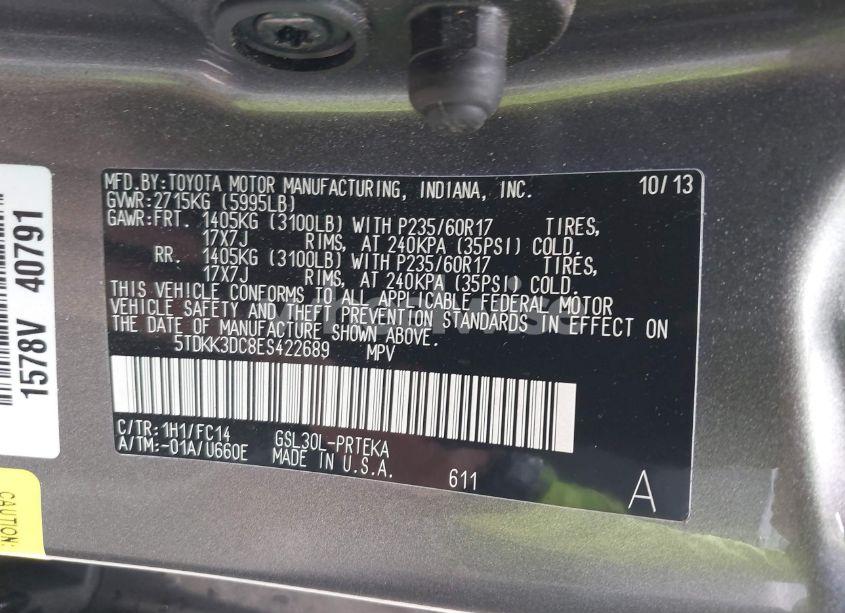 MFD.BY:TOYOTA MOTOR MANUFACTURING, INDIANA, INC. 10/13
GVWR:2715KG (5995LB)
GAWR:FRT. 1405KG (3100LB) WITH P235/60R17 TIRES,
17X7J RIMS, AT 240KPA (35PSI) COLD.
RR. 1405KG (3100LB) WITH P235/60R17 TIRES,
17X7J RIMS, AT 240KPA (35PSI) COLD.
THIS VEHICLE CONFORMS TO ALL APPLICABLE FEDERAL MOTOR
VEHICLE SAFETY AND THEFT PREVENTION STANDARDS IN EFFECT ON
THE DATE OF MANUFACTURE SHOWN ABOVE.
5TDKK3DC8ES422689 MPV
C/TR:1H1/FC14 GSL30L-PRTEKA
A/TM:-01A/U660E MADE IN U.S.A.
611
A
1578V 40791
CAUTION: